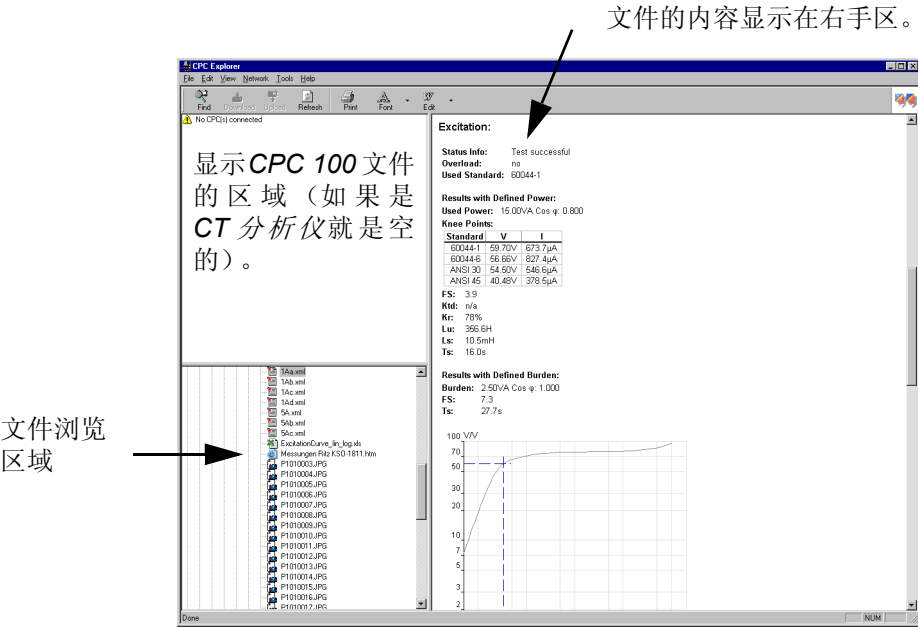 文件的内容显示在右手区。
CPC Explorer
File Edit View Network Tools Help
Find Download Upload Refresh Print Font Edit
No CPC(s) connected
显示CPC 100 文件
的区域（如果是
CT 分析仪就是空
的）。
文件浏览
区域
1Aa.xml
1Ab.xml
1Ac.xml
1Ad.xml
5A.xml
5Ab.xml
5Ac.xml
ExcitationCurve_lin_log.xls
Messungen Ritz KSO-1811.htm
P1010003.JPG
P1010004.JPG
P1010005.JPG
P1010006.JPG
P1010007.JPG
P1010008.JPG
P1010009.JPG
P1010010.JPG
P1010011.JPG
P1010012.JPG
P1010013.JPG
P1010014.JPG
P1010015.JPG
P1010016.JPG
P1010017.JPG
Excitation:
Status Info: Test successful
Overload: no
Used Standard: 60044-1
Results with Defined Power:
Used Power: 15.00VA Cos φ: 0.800
Knee Points:
Standard V I
60044-1 59.70V 673.7µA
60044-6 56.66V 827.4µA
ANSI 30 54.50V 546.6µA
ANSI 45 40.48V 378.5µA
FS: 3.9
Ktd: n/a
Kr: 78%
Lu: 356.6H
Ls: 10.5mH
Ts: 16.0s
Results with Defined Burden:
Burden: 2.50VA Cos φ: 1.000
FS: 7.3
Ts: 27.7s
100 V/V
70
50
30
20
10
7
5
3
2
Done
NUM